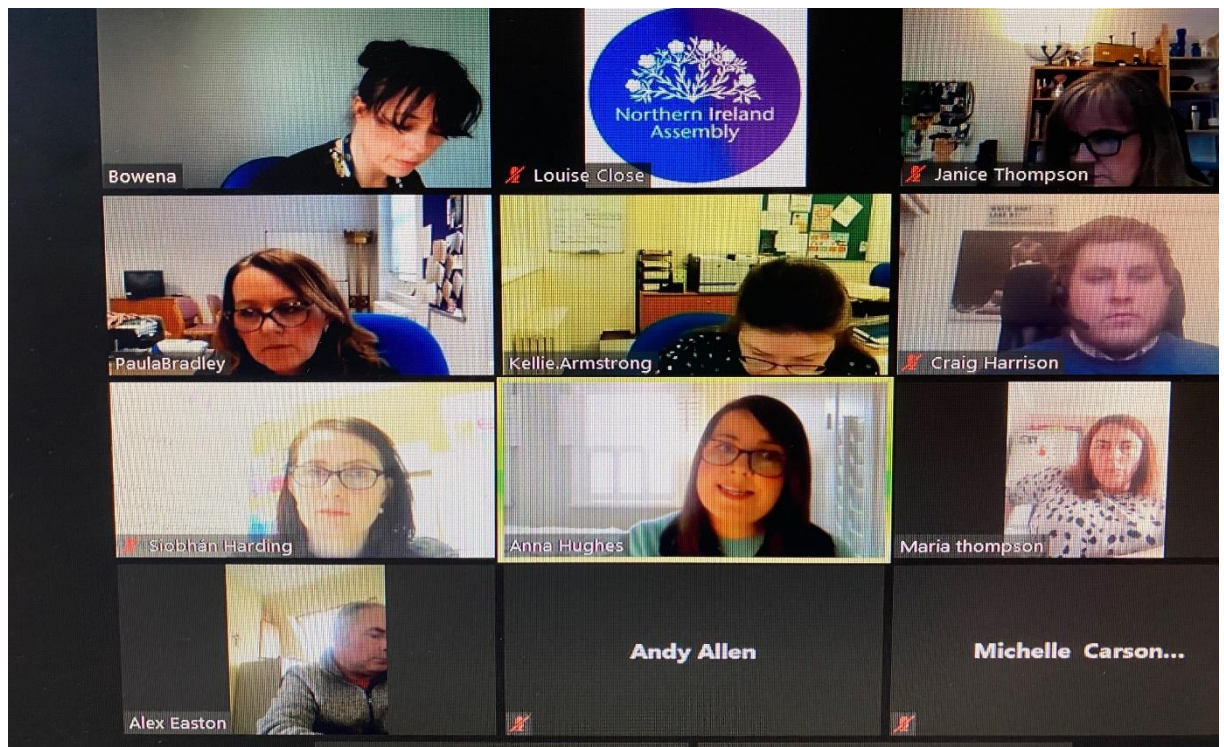 Northern Ireland
Assembly
Bowena
Louise Close
Janice Thompson
PaulaBradley
Kellie.Armstrong
Craig Harrison
Siobhán Harding
Anna Hughes
Maria thompson
Alex Easton
Andy Allen
Michelle Carson...